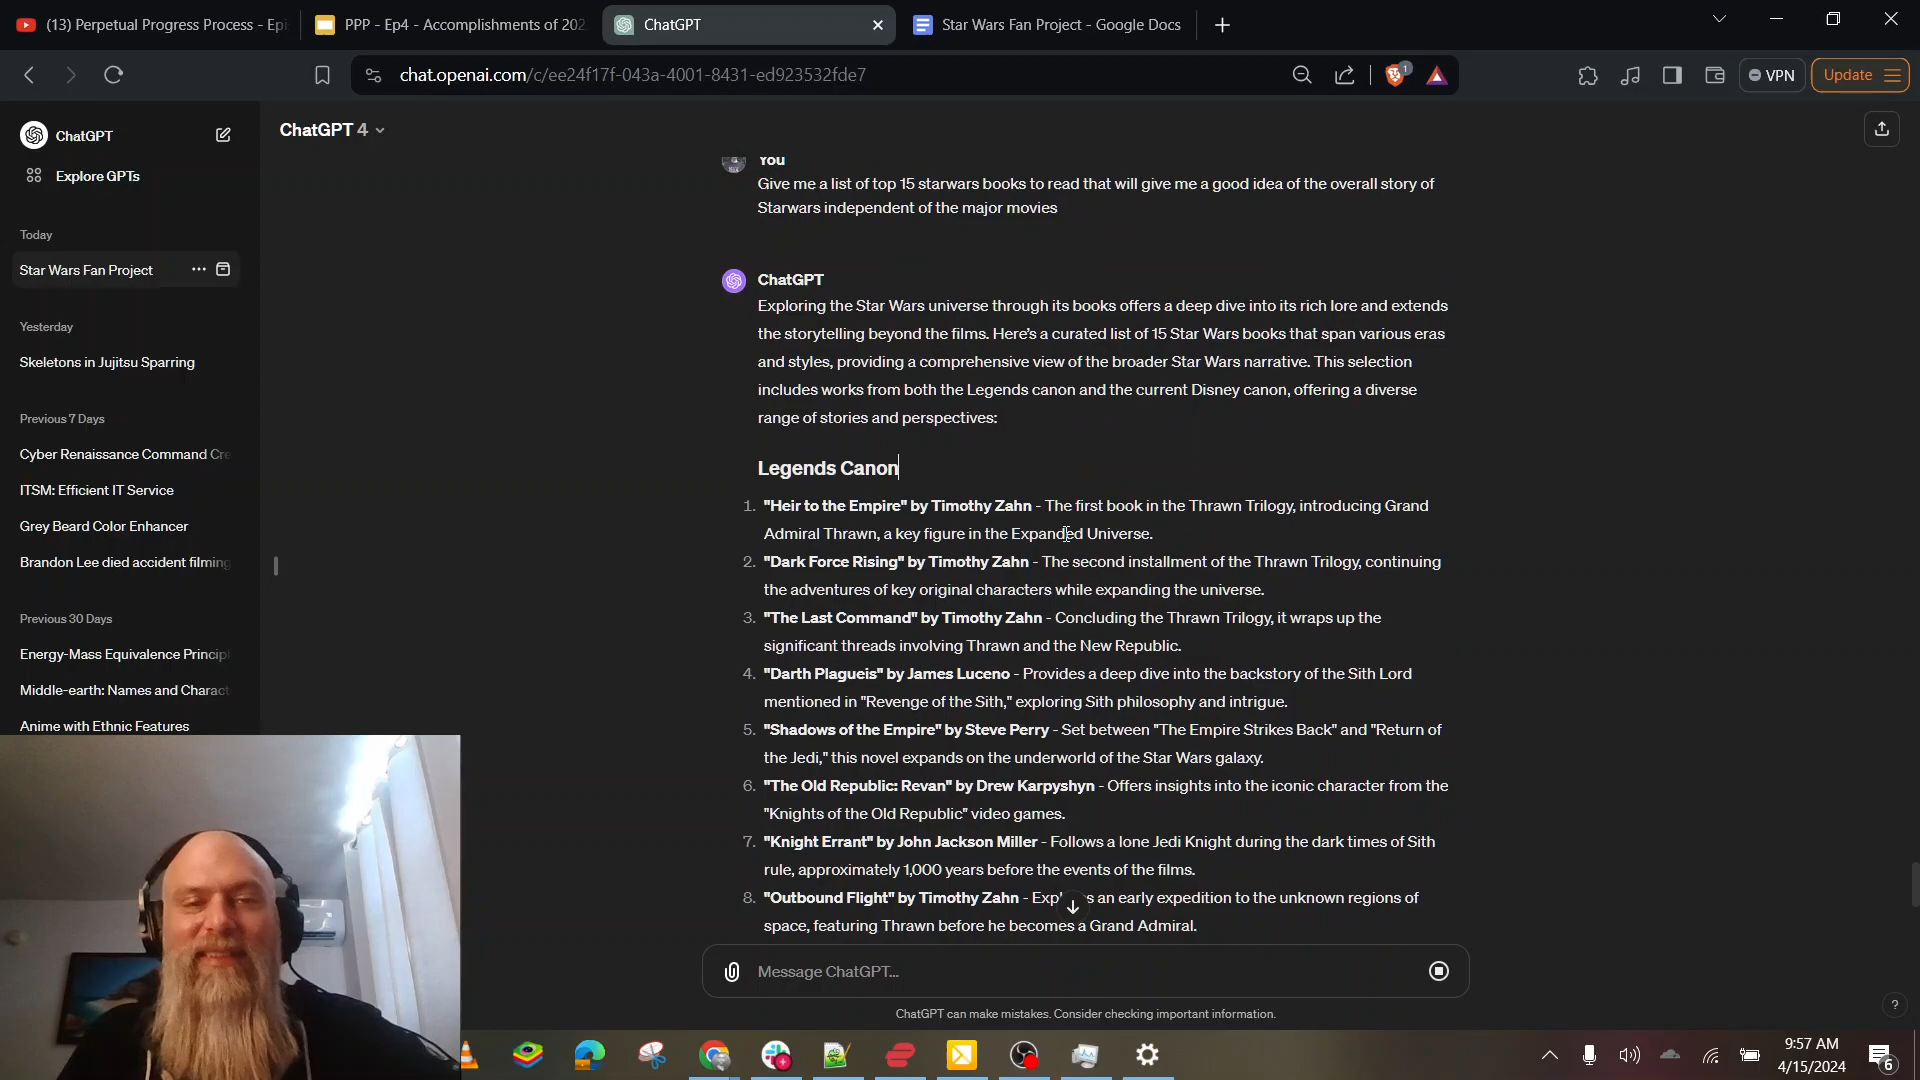 (13) Perpetual Progress Process - Epi
PPP - Ep4 - Accomplishments of 202
ChatGPT
Star Wars Fan Project - Google Docs
chat.openai.com/c/ee24f17f-043a-4001-8431-ed923532fde7
1
VPN
Update
ChatGPT
Explore GPTs
Today
Star Wars Fan Project
Yesterday
Skeletons in Jujitsu Sparring
Previous 7 Days
Cyber Renaissance Command Cre
ITSM: Efficient IT Service
Grey Beard Color Enhancer
Brandon Lee died accident filming
Previous 30 Days
Energy-Mass Equivalence Princip
Middle-earth: Names and Charact
Anime with Ethnic Features
ChatGPT 4
You
Give me a list of top 15 starwars books to read that will give me a good idea of the overall story of
Starwars independent of the major movies
ChatGPT
Exploring the Star Wars universe through its books offers a deep dive into its rich lore and extends
the storytelling beyond the films. Here's a curated list of 15 Star Wars books that span various eras
and styles, providing a comprehensive view of the broader Star Wars narrative. This selection
includes works from both the Legends canon and the current Disney canon, offering a diverse
range of stories and perspectives:
Legends Canon
1. "Heir to the Empire" by Timothy Zahn - The first book in the Thrawn Trilogy, introducing Grand
Admiral Thrawn, a key figure in the Expanded Universe.
2. "Dark Force Rising" by Timothy Zahn - The second installment of the Thrawn Trilogy, continuing
the adventures of key original characters while expanding the universe.
3. "The Last Command" by Timothy Zahn - Concluding the Thrawn Trilogy, it wraps up the
significant threads involving Thrawn and the New Republic.
4. "Darth Plagueis" by James Luceno - Provides a deep dive into the backstory of the Sith Lord
mentioned in "Revenge of the Sith," exploring Sith philosophy and intrigue.
5. "Shadows of the Empire" by Steve Perry - Set between "The Empire Strikes Back" and "Return of
the Jedi," this novel expands on the underworld of the Star Wars galaxy.
6. "The Old Republic: Revan" by Drew Karpyshyn - Offers insights into the iconic character from the
"Knights of the Old Republic" video games.
7. "Knight Errant" by John Jackson Miller - Follows a lone Jedi Knight during the dark times of Sith
rule, approximately 1,000 years before the events of the films.
8. "Outbound Flight" by Timothy Zahn - Expl s an early expedition to the unknown regions of
space, featuring Thrawn before he becomes a Grand Admiral.
Message ChatGPT...
ChatGPT can make mistakes. Consider checking important information.
?
9:57 AM
4/15/2024
6